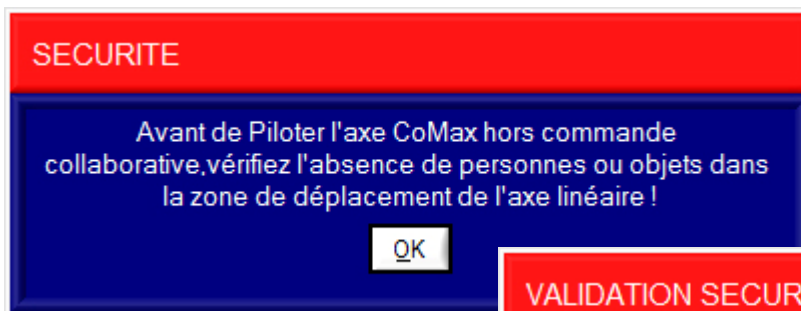 SECURITE
Avant de Piloter l'axe CoMax hors commande
collaborative,vérifiez l'absence de personnes ou objets dans
la zone de déplacement de l'axe linéaire !
OK
VALIDATION SECUR